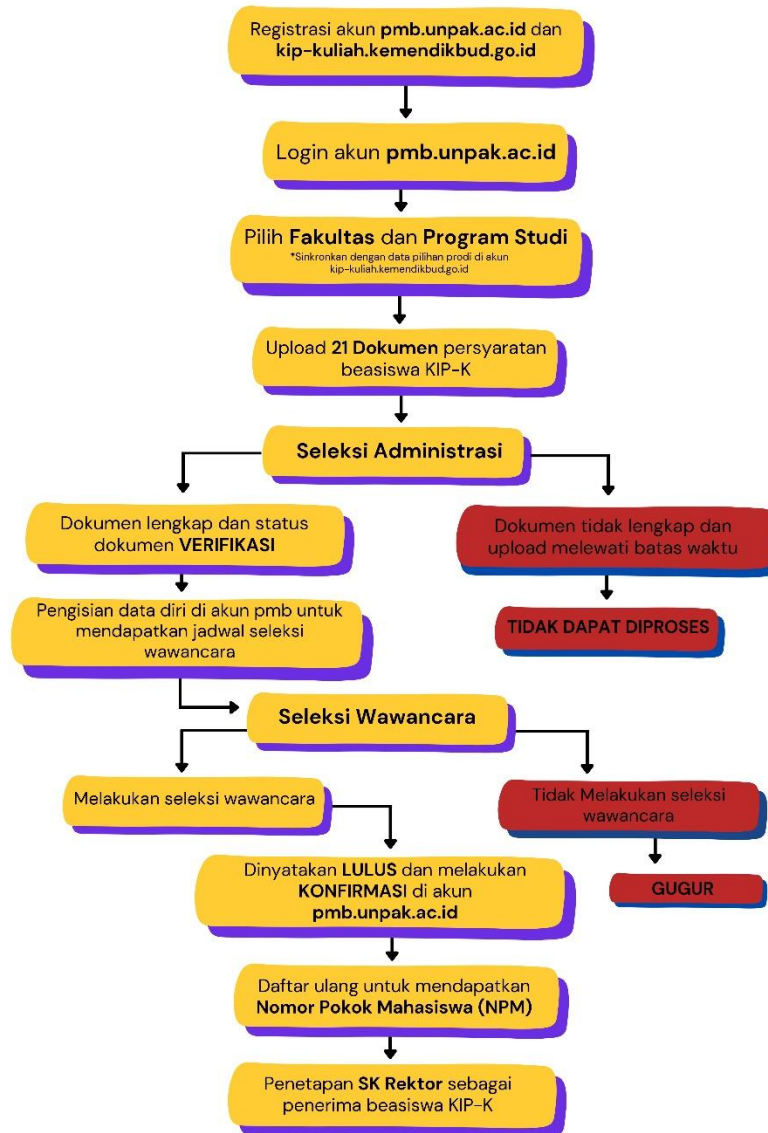 Registrasi akun pmb.unpak.ac.id dan
kip-kuliah.kemendikbud.go.id
Login akun pmb.unpak.ac.id
Pilih Fakultas dan Program Studi
*Sinkronkan dengan data pilihan prodi di akun
kip-kuliah.kemendikbud.go.id
Upload 21 Dokumen persyaratan
beasiswa KIP-K
Seleksi Administrasi
Dokumen lengkap dan status
dokumen VERIFIKASI
Dokumen tidak lengkap dan
upload melewati batas waktu
Pengisian data diri di akun pmb untuk
mendapatkan jadwal seleksi
wawancara
TIDAK DAPAT DIPROSES
Seleksi Wawancara
Melakukan seleksi wawancara
Tidak Melakukan seleksi
wawancara
Dinyatakan LULUS dan melakukan
KONFIRMASI di akun
pmb.unpak.ac.id
GUGUR
Daftar ulang untuk mendapatkan
Nomor Pokok Mahasiswa (NPM)
Penetapan SK Rektor sebagai
penerima beasiswa KIP-K